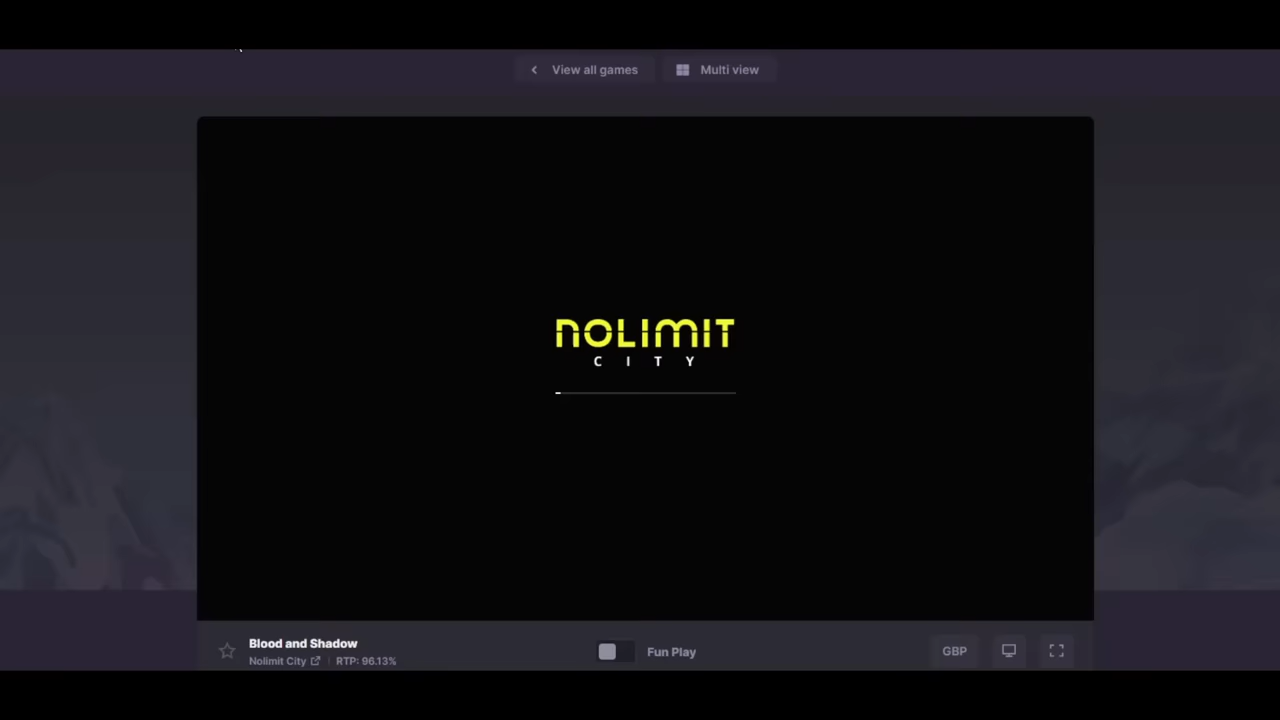 View all games
Multi view
NOLIMIT
CITY
Blood and Shadow
Nolimit City
RTP: 96.13%
Fun Play
GBP